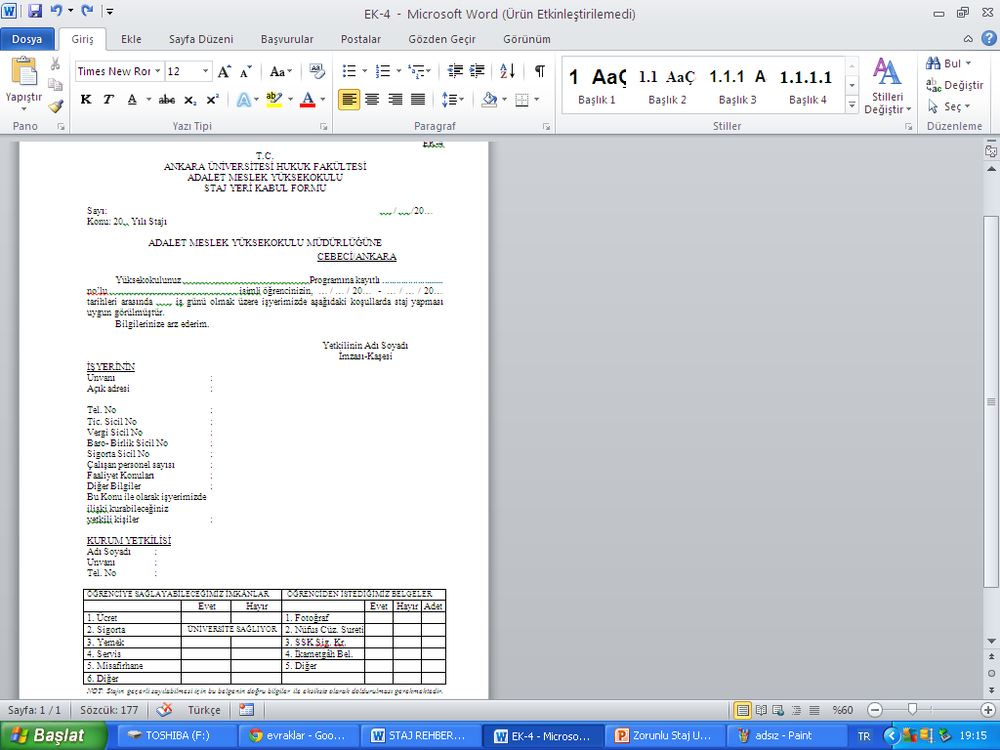 EK-4 - Microsoft Word (Ürün Etkinleştirilemedi)
Dosya Giriş Ekle Sayfa Düzeni Başvurular Postalar Gözden Geçir Görünüm
Yapıştır
Times New Ror 12
Aa
K T A abc x₂ x²
1 AaÇ 1.1 AaÇ 1.1.1 A 1.1.1.1
Başlık 1 Başlık 2 Başlık 3 Başlık 4
Stilleri Değiştir
Bul
Değiştir
Seç
Pano Yazı Tipi Paragraf Stiller Düzenleme
EK-4
T.C.
ANKARA ÜNİVERSİTESİ HUKUK FAKÜLTESİ
ADALET MESLEK YÜKSEKOKULU
STAJ YERİ KABUL FORMU
Sayı: ..... / ..... /20…
Konu: 20... Yılı Stajı
ADALET MESLEK YÜKSEKOKULU MÜDÜRLÜĞÜNE
CEBECİ/ANKARA
Yüksekokulunuz ............................................ Programına kayıtlı ..........................
no'lu ............................................. isimli öğrencinizin, … / … / 20… - … / … / 20…
tarihleri arasında ...... iş günü olmak üzere işyerimizde aşağıdaki koşullarda staj yapması
uygun görülmüştür.
Bilgilerinize arz ederim.
Yetkilinin Adı Soyadı
İmzası-Kaşesi
İŞYERİNİN
Unvanı :
Açık adresi :
Tel. No :
Tic. Sicil No :
Vergi Sicil No :
Baro- Birlik Sicil No :
Sigorta Sicil No :
Çalışan personel sayısı :
Faaliyet Konuları :
Diğer Bilgiler :
Bu Konu ile olarak işyerimizde
ilişki kurabileceğiniz
yetkili kişiler :
KURUM YETKİLİSİ
Adı Soyadı :
Unvanı :
Tel. No :
ÖĞRENCİYE SAĞLAYABİLECEĞİMİZ İMKÂNLAR ÖĞRENCİDEN İSTEDİĞİMİZ BELGELER
Evet Hayır Evet Hayır Adet
1. Ücret 1. Fotoğraf
2. Sigorta ÜNİVERSİTE SAĞLIYOR 2. Nüfus Cüz. Sureti
3. Yemek 3. SSK Sig. Kr.
4. Servis 4. İkametgâh Bel.
5. Misafirhane 5. Diğer
6. Diğer
NOT: Stajın geçerli sayılabilmesi için bu belgenin doğru bilgiler ile eksiksiz olarak doldurulması gerekmektedir.
Sayfa: 1 / 1 Sözcük: 177 Türkçe %60
Başlat TOSHIBA (F:) evraklar - Goo... STAJ REHBER... EK-4 - Microso... Zorunlu Staj U... adsız - Paint TR 19:15